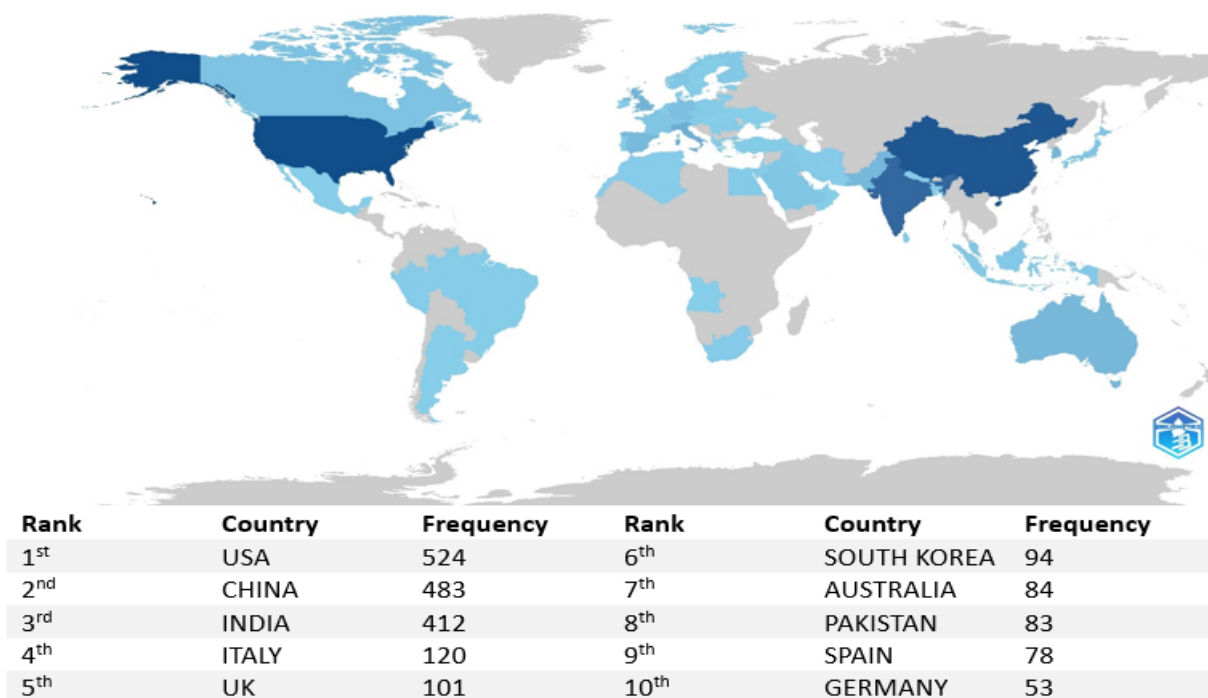 Rank Country Frequency Rank Country Frequency
1st USA 524 6th SOUTH KOREA 94
2nd CHINA 483 7th AUSTRALIA 84
3rd INDIA 412 8th PAKISTAN 83
4th ITALY 120 9th SPAIN 78
5th UK 101 10th GERMANY 53